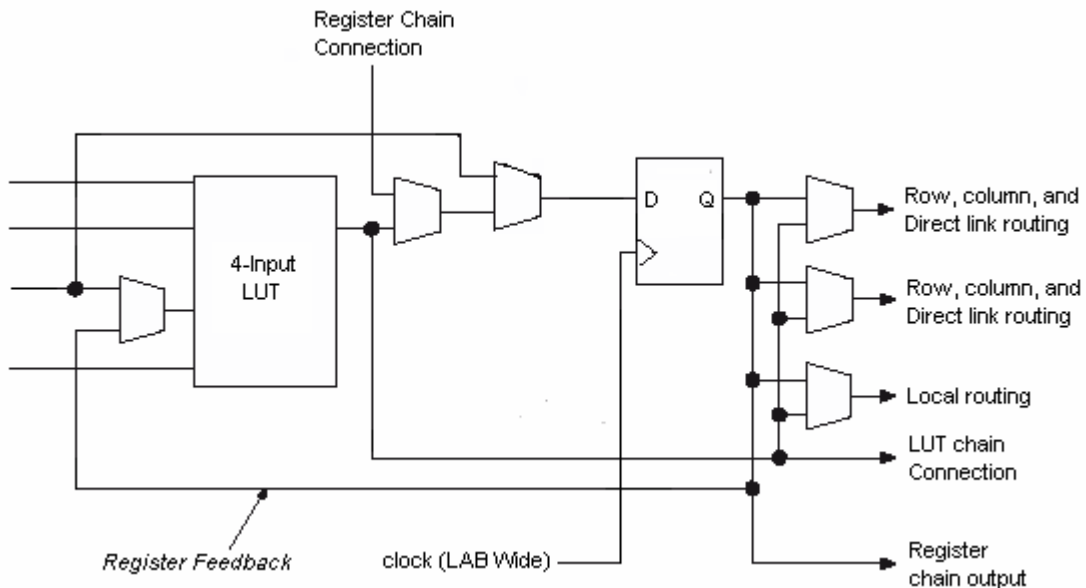 Register Chain
Connection
4-Input
LUT
D
Q
Row, column, and
Direct link routing
Row, column, and
Direct link routing
Local routing
LUT chain
Connection
Register Feedback
clock (LAB Wide)
Register
chain output